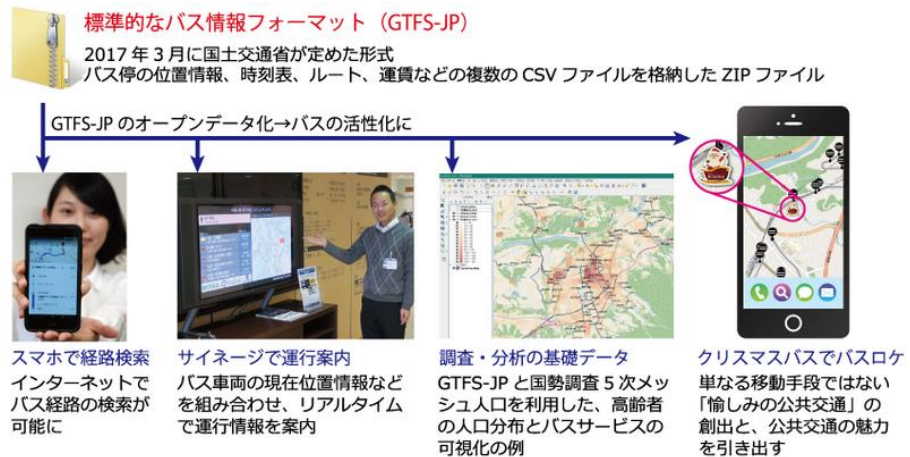 標準的なバス情報フォーマット（GTFS-JP）
2017年3月に国土交通省が定めた形式
バス停の位置情報、時刻表、ルート、運賃などの複数のCSVファイルを格納したZIPファイル
GTFS-JPのオープンデータ化→バスの活性化に
スマホで経路検索
インターネットで
バス経路の検索が
可能に
サイネージで運行案内
バス車両の現在位置情報など
を組み合わせ、リアルタイム
で運行情報を案内
調査・分析の基礎データ
GTFS-JPと国勢調査5次メッ
シュ人口を利用した、高齢者
の人口分布とバスサービスの
可視化の例
クリスマスバスでバスロケ
単なる移動手段ではない
「愉しみの公共交通」の
創出と、公共交通の魅力
を引き出す